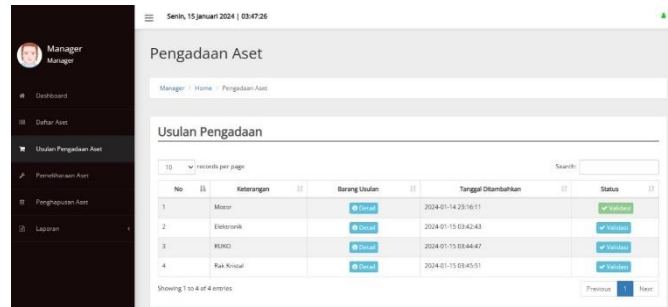 Senin, 15 Januari 2024 | 03:47:26
Manager
Manager
Dashboard
Daftar Aset
Usulan Pengadaan Aset
Pemeliharaan Aset
Penghapusan Aset
Laporan
Pengadaan Aset
Manager / Home / Pengadaan Aset
Usulan Pengadaan
10 records per page Search:
No Keterangan Barang Usulan Tanggal Ditambahkan Status
1 Motor Detail 2024-01-14 23:16:11 Validasi
2 Elektronik Detail 2024-01-15 03:42:43 Validasi
3 RUKO Detail 2024-01-15 03:44:47 Validasi
4 Rak Kristal Detail 2024-01-15 03:45:51 Validasi
Showing 1 to 4 of 4 entries Previous 1 Next